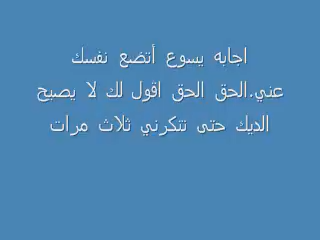 اجابه يسوع أتضع نفسك
عني.الحق الحق اقول لك لا يصيح
الديك حتى تنكرني ثلاث مرات